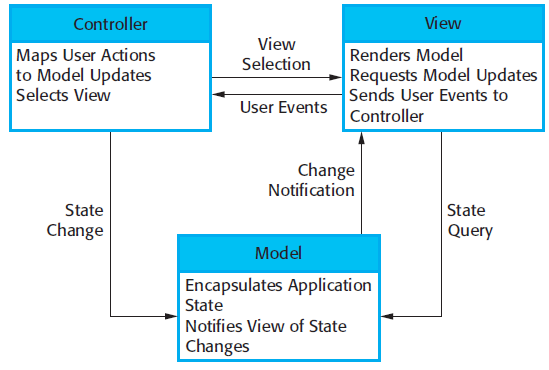 Controller
Maps User Actions
to Model Updates
Selects View
View
Selection
User Events
View
Renders Model
Requests Model Updates
Sends User Events to
Controller
State
Change
Change
Notification
State
Query
Model
Encapsulates Application
State
Notifies View of State
Changes